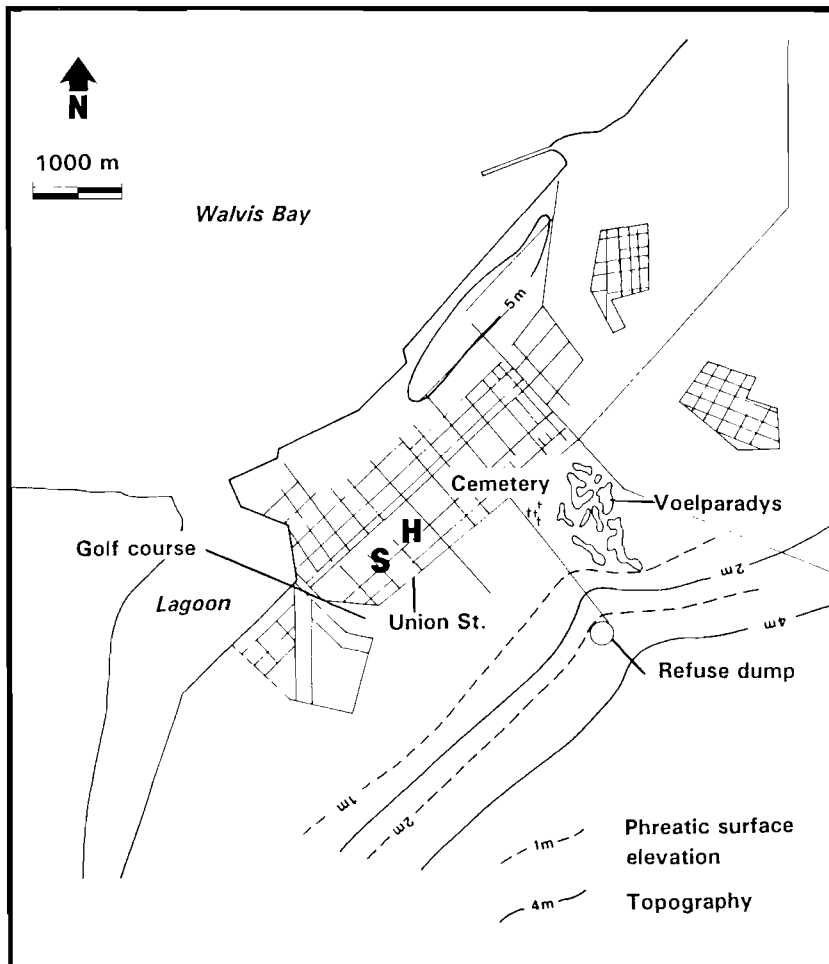 N
1000 m
Walvis Bay
5m
Cemetery
Voelparadys
Golf course
H
S
Lagoon
Union St.
2m
4m
Refuse dump
1m
2m
1m
Phreatic surface
elevation
4m
Topography